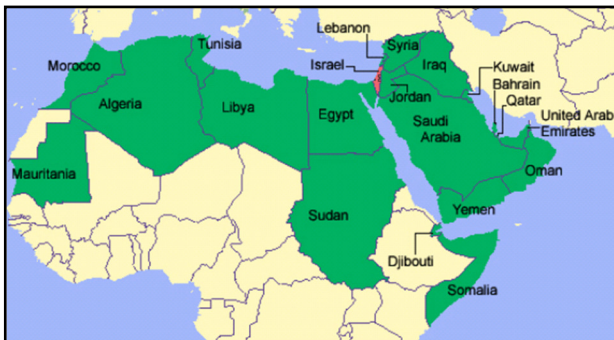 Lebanon
Tunisia
Syria
Israel
Iraq
Morocco
Kuwait
Bahrain
Qatar
Jordan
Algeria
Libya
Egypt
Saudi
Arabia
United Arab
Emirates
Mauritania
Oman
Yemen
Sudan
Djibouti
Somalia